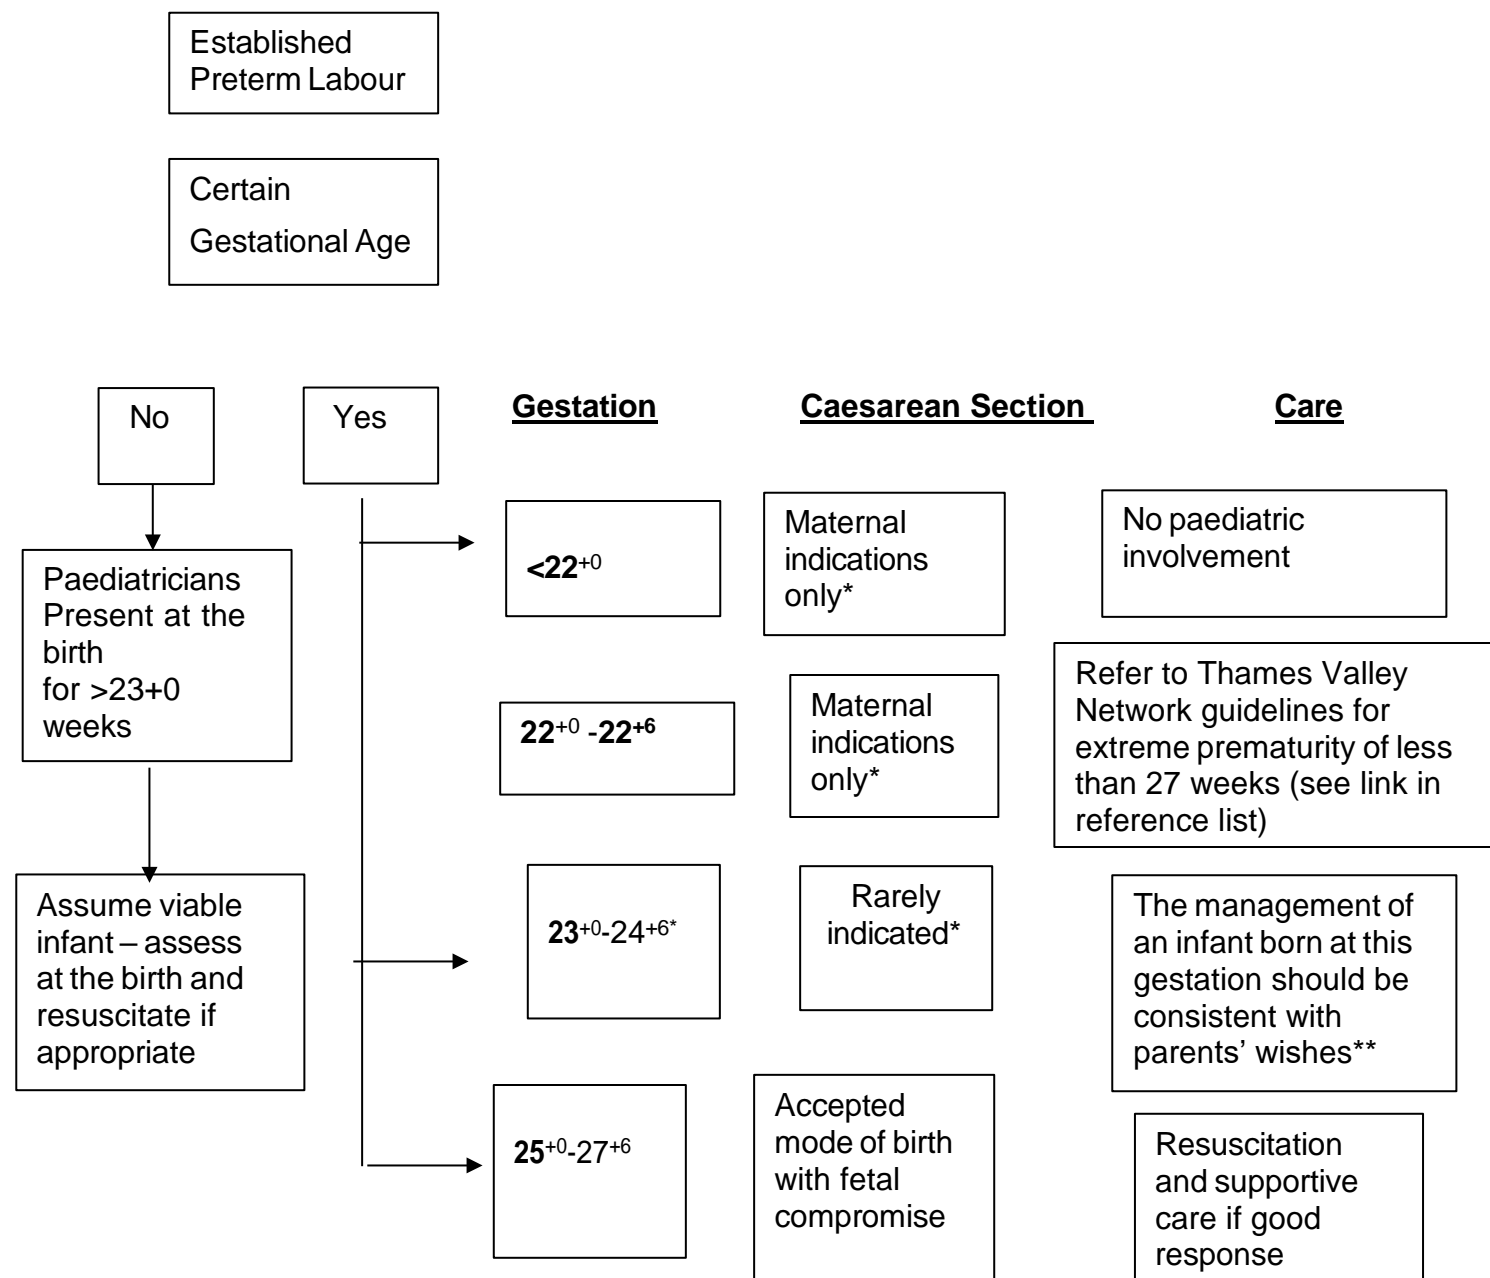 Established
Preterm Labour
Certain
Gestational Age
No
Yes
Gestation
Caesarean Section
Care
Paediatricians
Present at the
birth
for >23+0
weeks
Assume viable
infant – assess
at the birth and
resuscitate if
appropriate
<22+0
Maternal
indications
only*
No paediatric
involvement
22+0 -22+6
Maternal
indications
only*
Refer to Thames Valley
Network guidelines for
extreme prematurity of less
than 27 weeks (see link in
reference list)
23+0-24+6*
Rarely
indicated*
The management of
an infant born at this
gestation should be
consistent with
parents’ wishes**
25+0-27+6
Accepted
mode of birth
with fetal
compromise
Resuscitation
and supportive
care if good
response